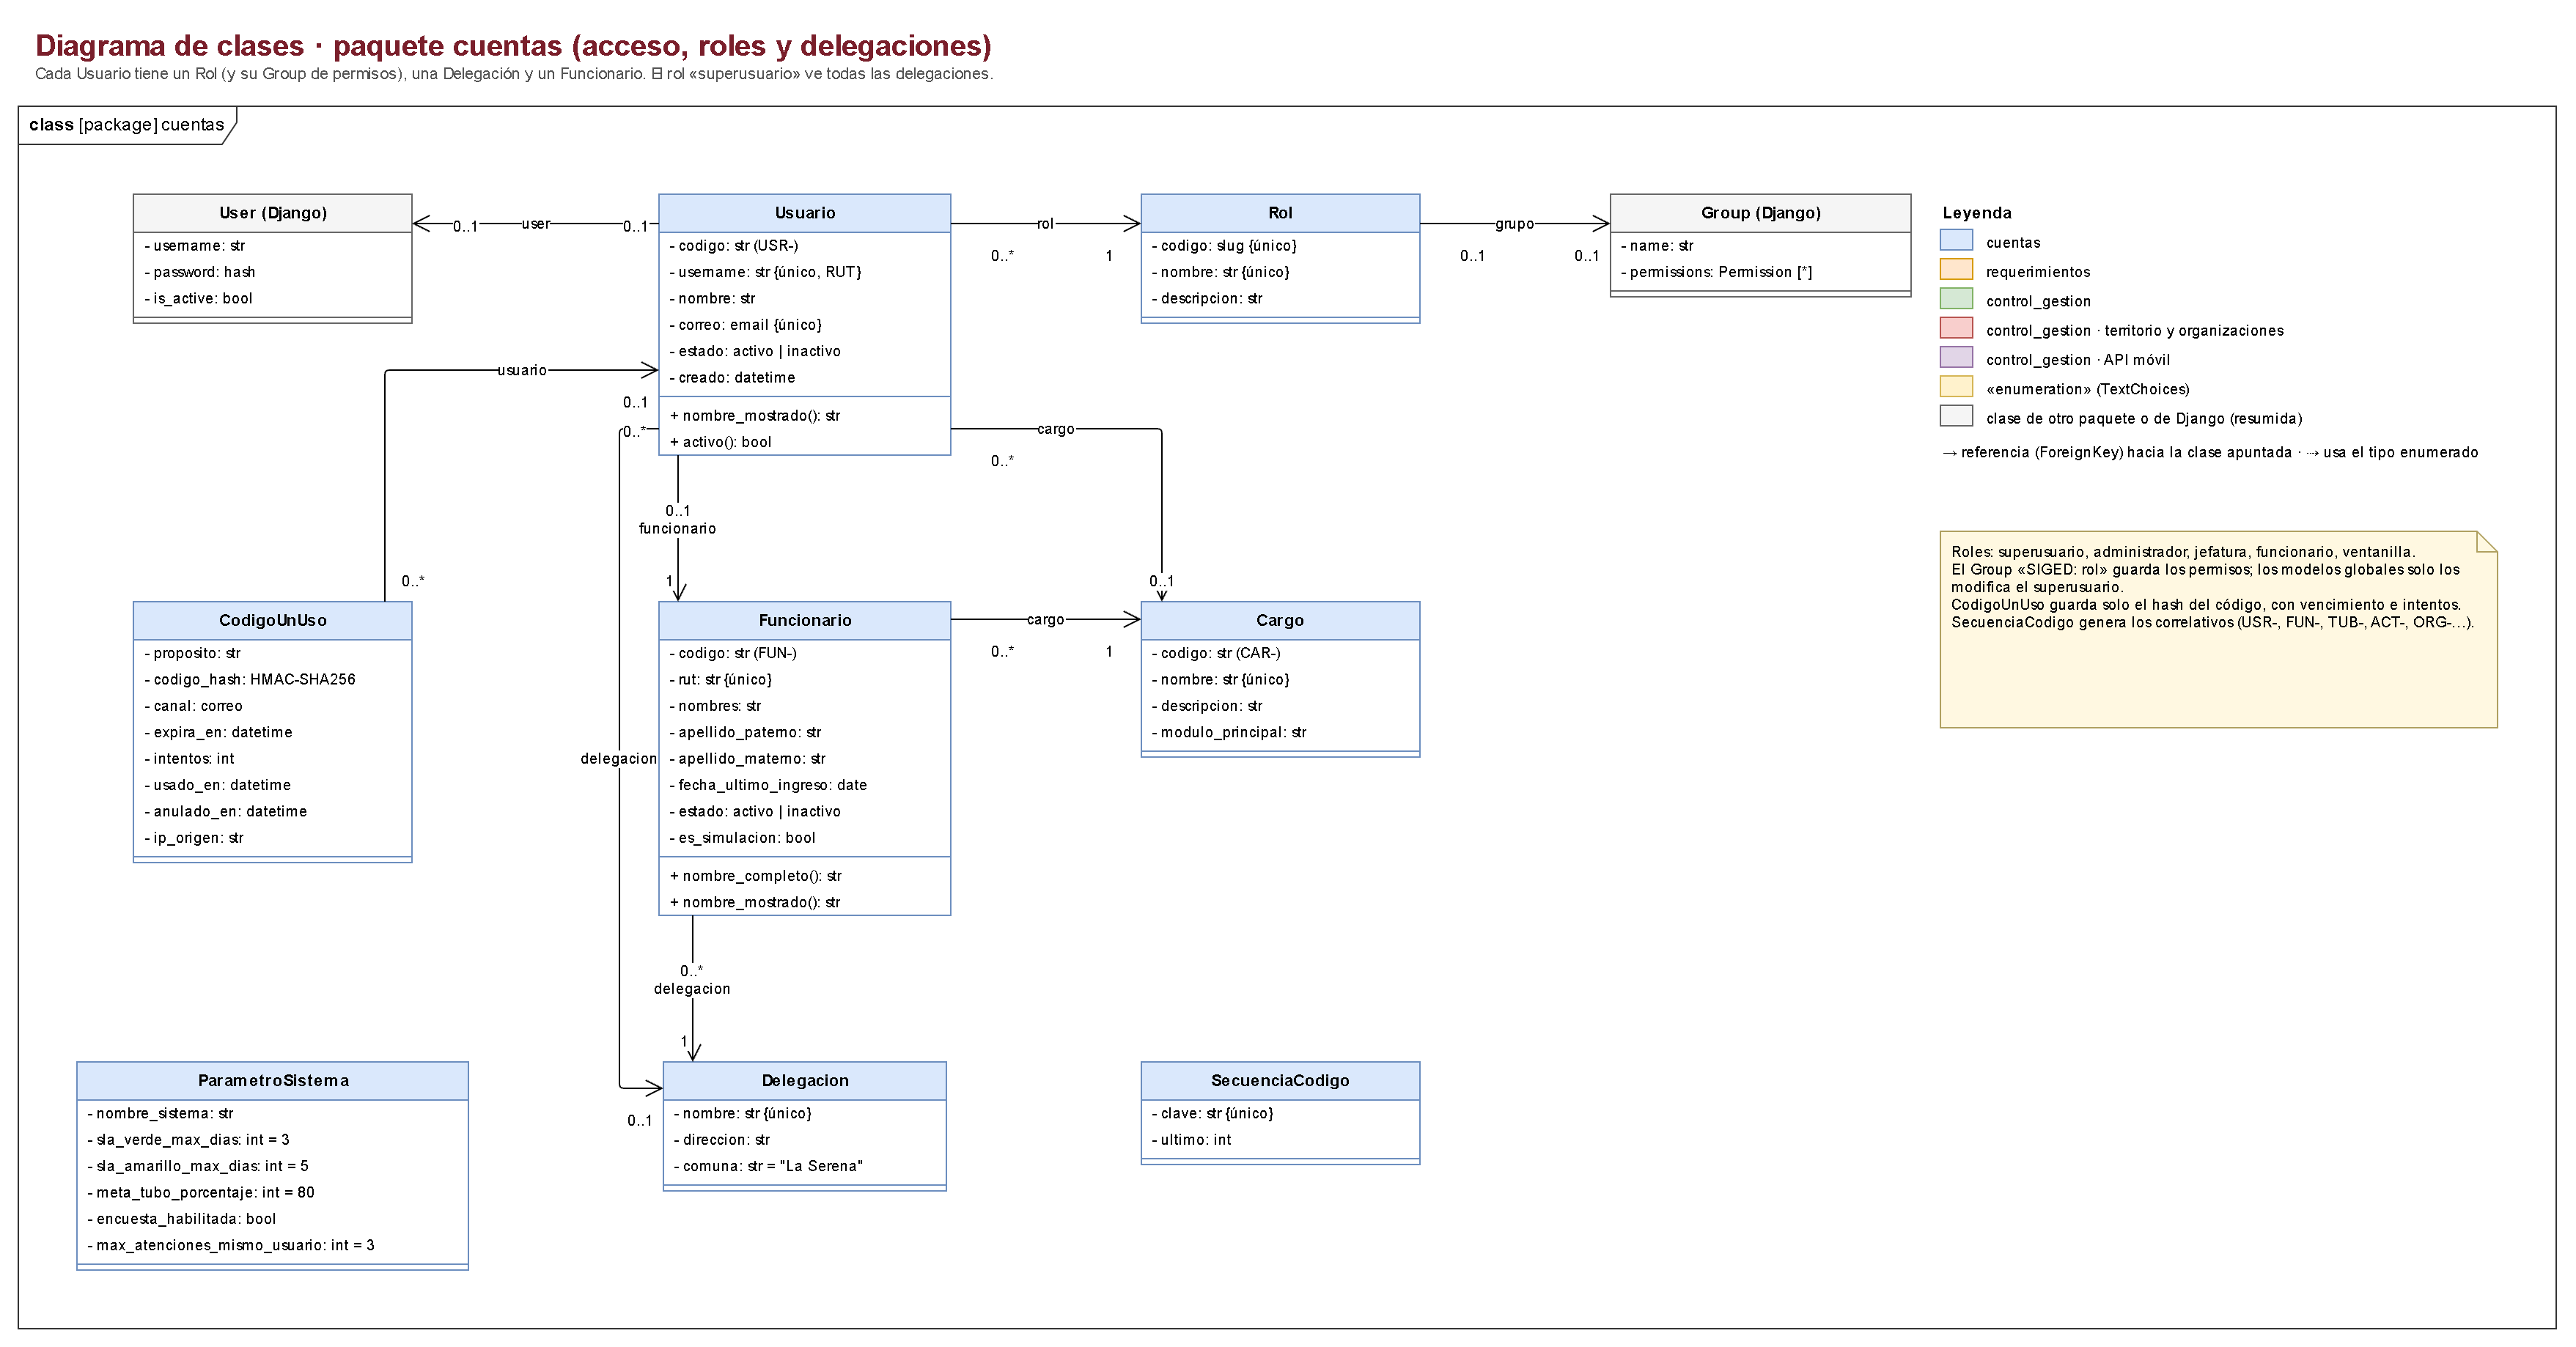 Diagrama de clases · paquete cuentas (acceso, roles y delegaciones)
Cada Usuario tiene un Rol (y su Group de permisos), una Delegación y un Funcionario. El rol «superusuario» ve todas las delegaciones.
class [package] cuentas
User (Django)
- username: str
- password: hash
- is_active: bool
0..1
user
0..1
Usuario
- codigo: str (USR-)
- username: str {único, RUT}
- nombre: str
- correo: email {único}
- estado: activo | inactivo
- creado: datetime
+ nombre_mostrado(): str
+ activo(): bool
rol
0..*
1
Rol
- codigo: slug {único}
- nombre: str {único}
- descripcion: str
grupo
0..1
0..1
Group (Django)
- name: str
- permissions: Permission [*]
Leyenda
cuentas
requerimientos
control_gestion
control_gestion · territorio y organizaciones
control_gestion · API móvil
«enumeration» (TextChoices)
clase de otro paquete o de Django (resumida)
→ referencia (ForeignKey) hacia la clase apuntada · ⇢ usa el tipo enumerado
usuario
0..1
0..*
0..*
cargo
0..*
0..1
0..1
funcionario
1
Roles: superusuario, administrador, jefatura, funcionario, ventanilla.
El Group «SIGED: rol» guarda los permisos; los modelos globales solo los
modifica el superusuario.
CodigoUnUso guarda solo el hash del código, con vencimiento e intentos.
SecuenciaCodigo genera los correlativos (USR-, FUN-, TUB-, ACT-, ORG-...).
CodigoUnUso
- proposito: str
- codigo_hash: HMAC-SHA256
- canal: correo
- expira_en: datetime
- intentos: int
- usado_en: datetime
- anulado_en: datetime
- ip_origen: str
Funcionario
- codigo: str (FUN-)
- rut: str {único}
- nombres: str
- apellido_paterno: str
- apellido_materno: str
- fecha_ultimo_ingreso: date
- estado: activo | inactivo
- es_simulacion: bool
+ nombre_completo(): str
+ nombre_mostrado(): str
cargo
0..*
1
Cargo
- codigo: str (CAR-)
- nombre: str {único}
- descripcion: str
- modulo_principal: str
delegacion
0..*
delegacion
1
0..1
ParametroSistema
- nombre_sistema: str
- sla_verde_max_dias: int = 3
- sla_amarillo_max_dias: int = 5
- meta_tubo_porcentaje: int = 80
- encuesta_habilitada: bool
- max_atenciones_mismo_usuario: int = 3
Delegacion
- nombre: str {único}
- direccion: str
- comuna: str = "La Serena"
SecuenciaCodigo
- clave: str {único}
- ultimo: int